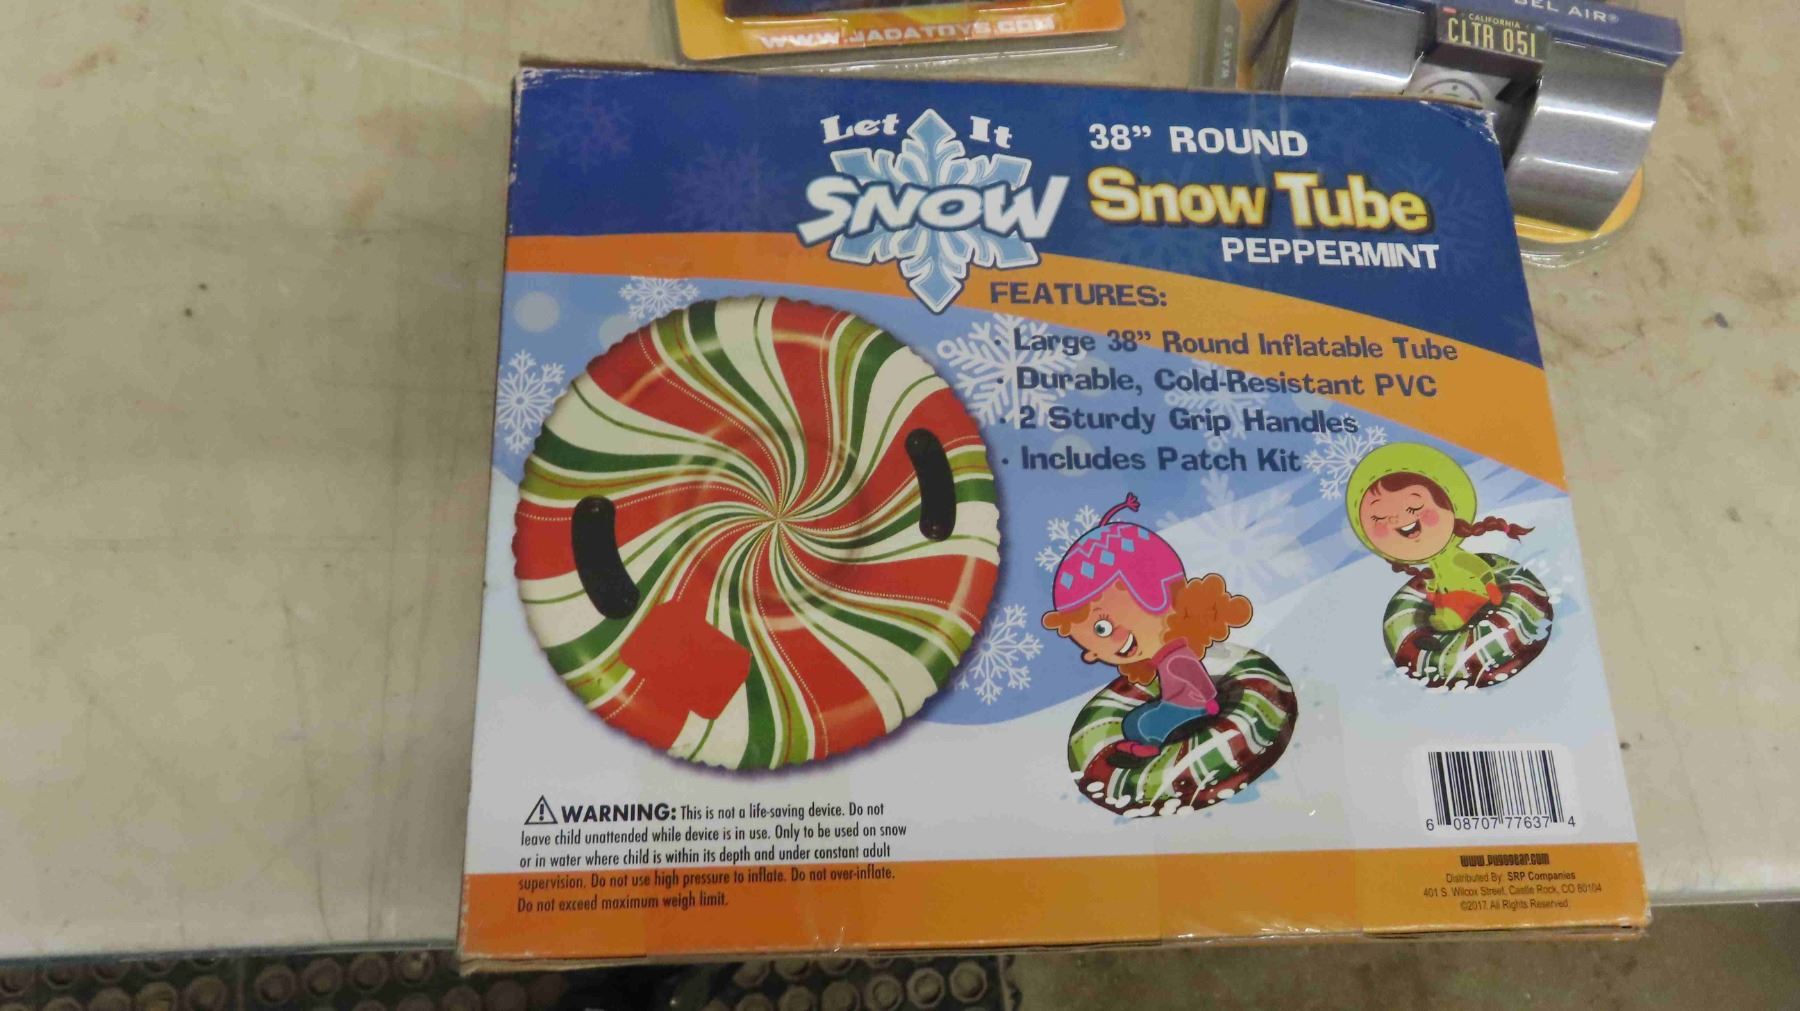 WWW.JADATOYS.COM
BEL AIR®
CALIFORNIA
CLTR 051
WAVE 5
Let It
SNOW
38” ROUND
Snow Tube
PEPPERMINT
FEATURES:
· Large 38” Round Inflatable Tube
· Durable, Cold-Resistant PVC
· 2 Sturdy Grip Handles
· Includes Patch Kit
WARNING: This is not a life-saving device. Do not
leave child unattended while device is in use. Only to be used on snow
or in water where child is within its depth and under constant adult
supervision. Do not use high pressure to inflate. Do not over-inflate.
Do not exceed maximum weigh limit.
6 08707 77637 4
Distributed By: SRP Companies
401 S. Wilcox Street, Castle Rock, CO 80104
©2017. All Rights Reserved.